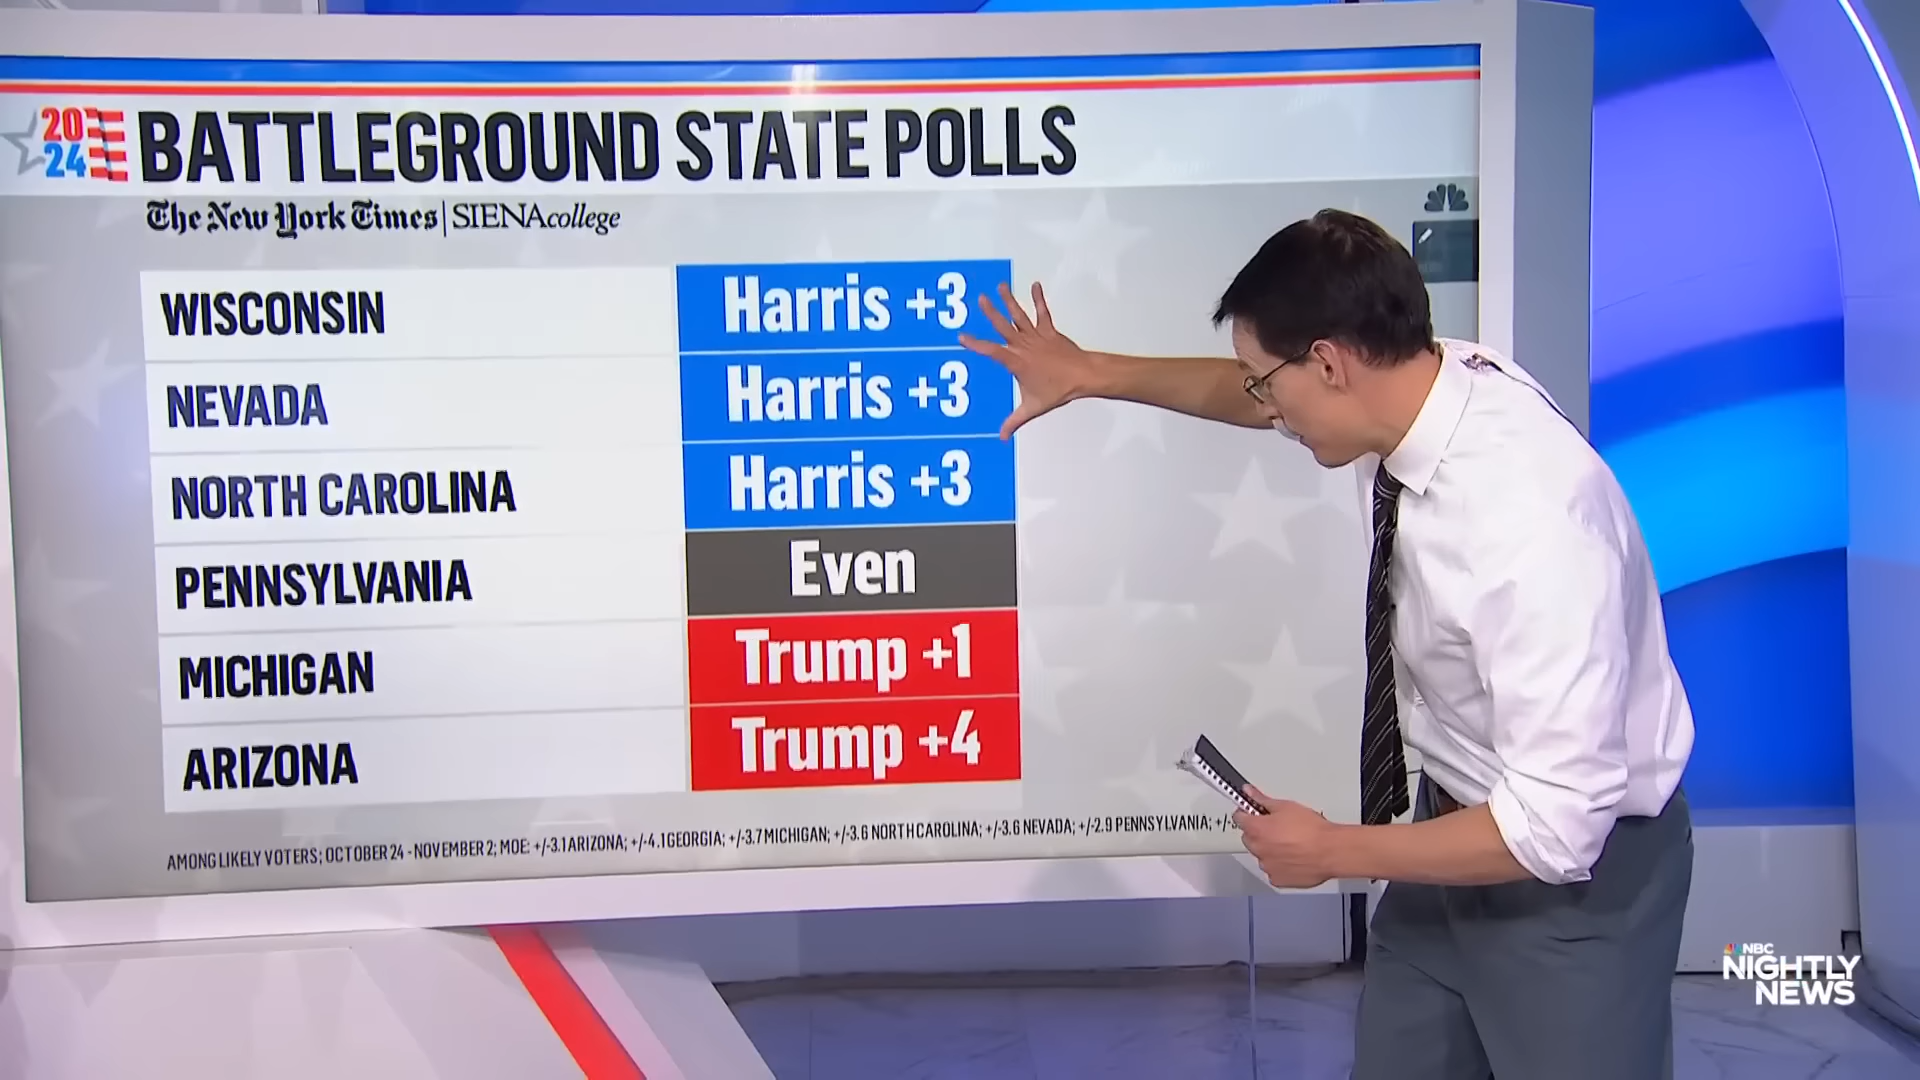 2024
BATTLEGROUND STATE POLLS
The New York Times | SIENAcollege
WISCONSIN Harris +3
NEVADA Harris +3
NORTH CAROLINA Harris +3
PENNSYLVANIA Even
MICHIGAN Trump +1
ARIZONA Trump +4
AMONG LIKELY VOTERS; OCTOBER 24 - NOVEMBER 2; MOE: +/-3.1 ARIZONA; +/-4.1 GEORGIA; +/-3.7 MICHIGAN; +/-3.6 NORTH CAROLINA; +/-3.6 NEVADA; +/-2.9 PENNSYLVANIA;
NBC
NIGHTLY
NEWS